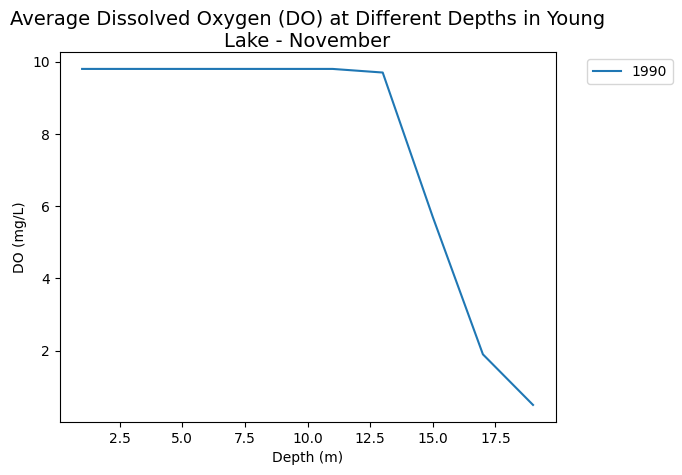 Average Dissolved Oxygen (DO) at Different Depths in Young
Lake - November
1990
10
8
6
4
2
DO (mg/L)
2.5 5.0 7.5 10.0 12.5 15.0 17.5
Depth (m)